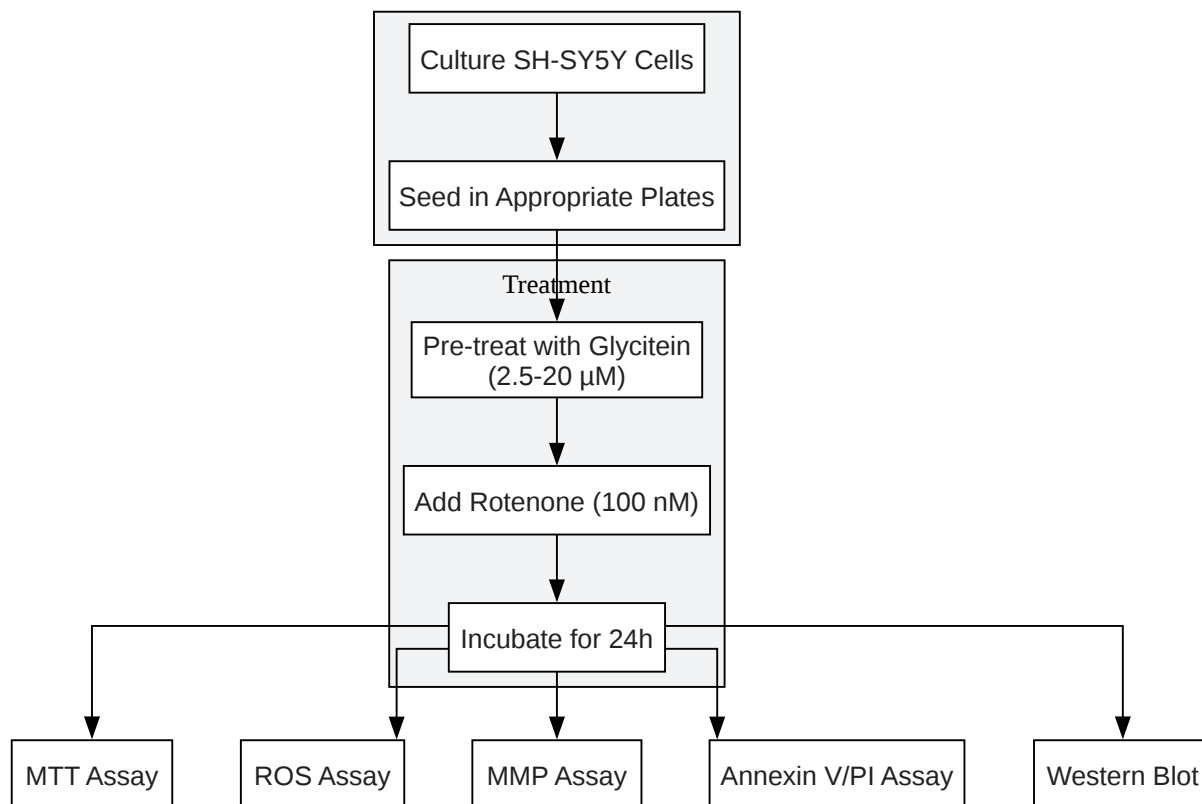 Culture SH-SY5Y Cells
Seed in Appropriate Plates
Treatment
Pre-treat with Glycitein
(2.5-20 µM)
Add Rotenone (100 nM)
Incubate for 24h
MTT Assay
ROS Assay
MMP Assay
Annexin V/PI Assay
Western Blot